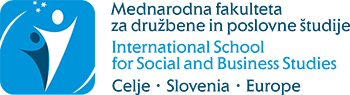 Mednarodna fakulteta
za družbene in poslovne študije
International School
for Social and Business Studies
Celje · Slovenia · Europe